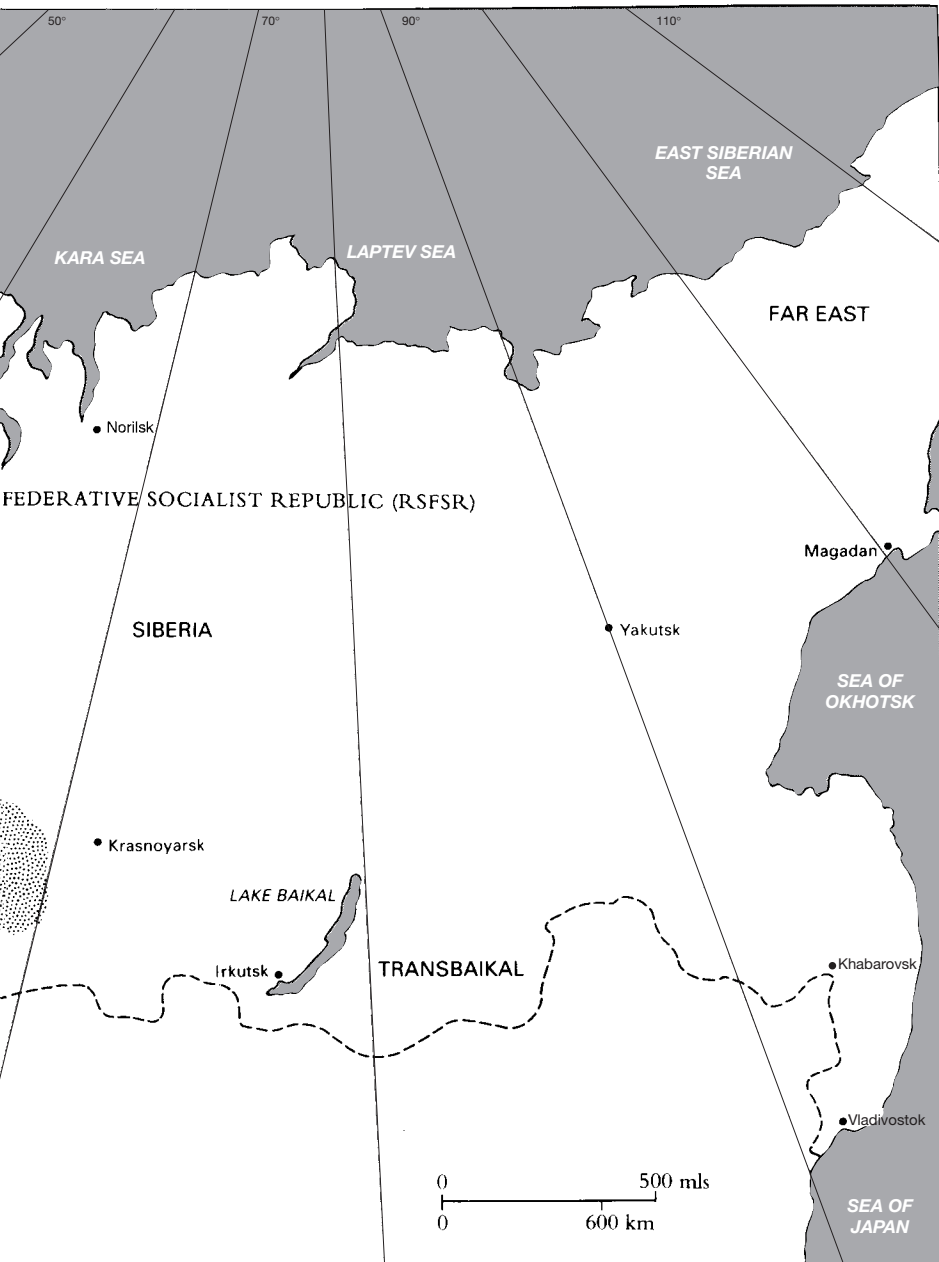 50°
70°
90°
110°
EAST SIBERIAN
SEA
KARA SEA
LAPTEV SEA
FAR EAST
Norilsk
FEDERATIVE SOCIALIST REPUBLIC (RSFSR)
Magadan
SIBERIA
Yakutsk
SEA OF
OKHOTSK
Krasnoyarsk
LAKE BAIKAL
Irkutsk
TRANSBAIKAL
Khabarovsk
Vladivostok
0 500 mls
0 600 km
SEA OF
JAPAN